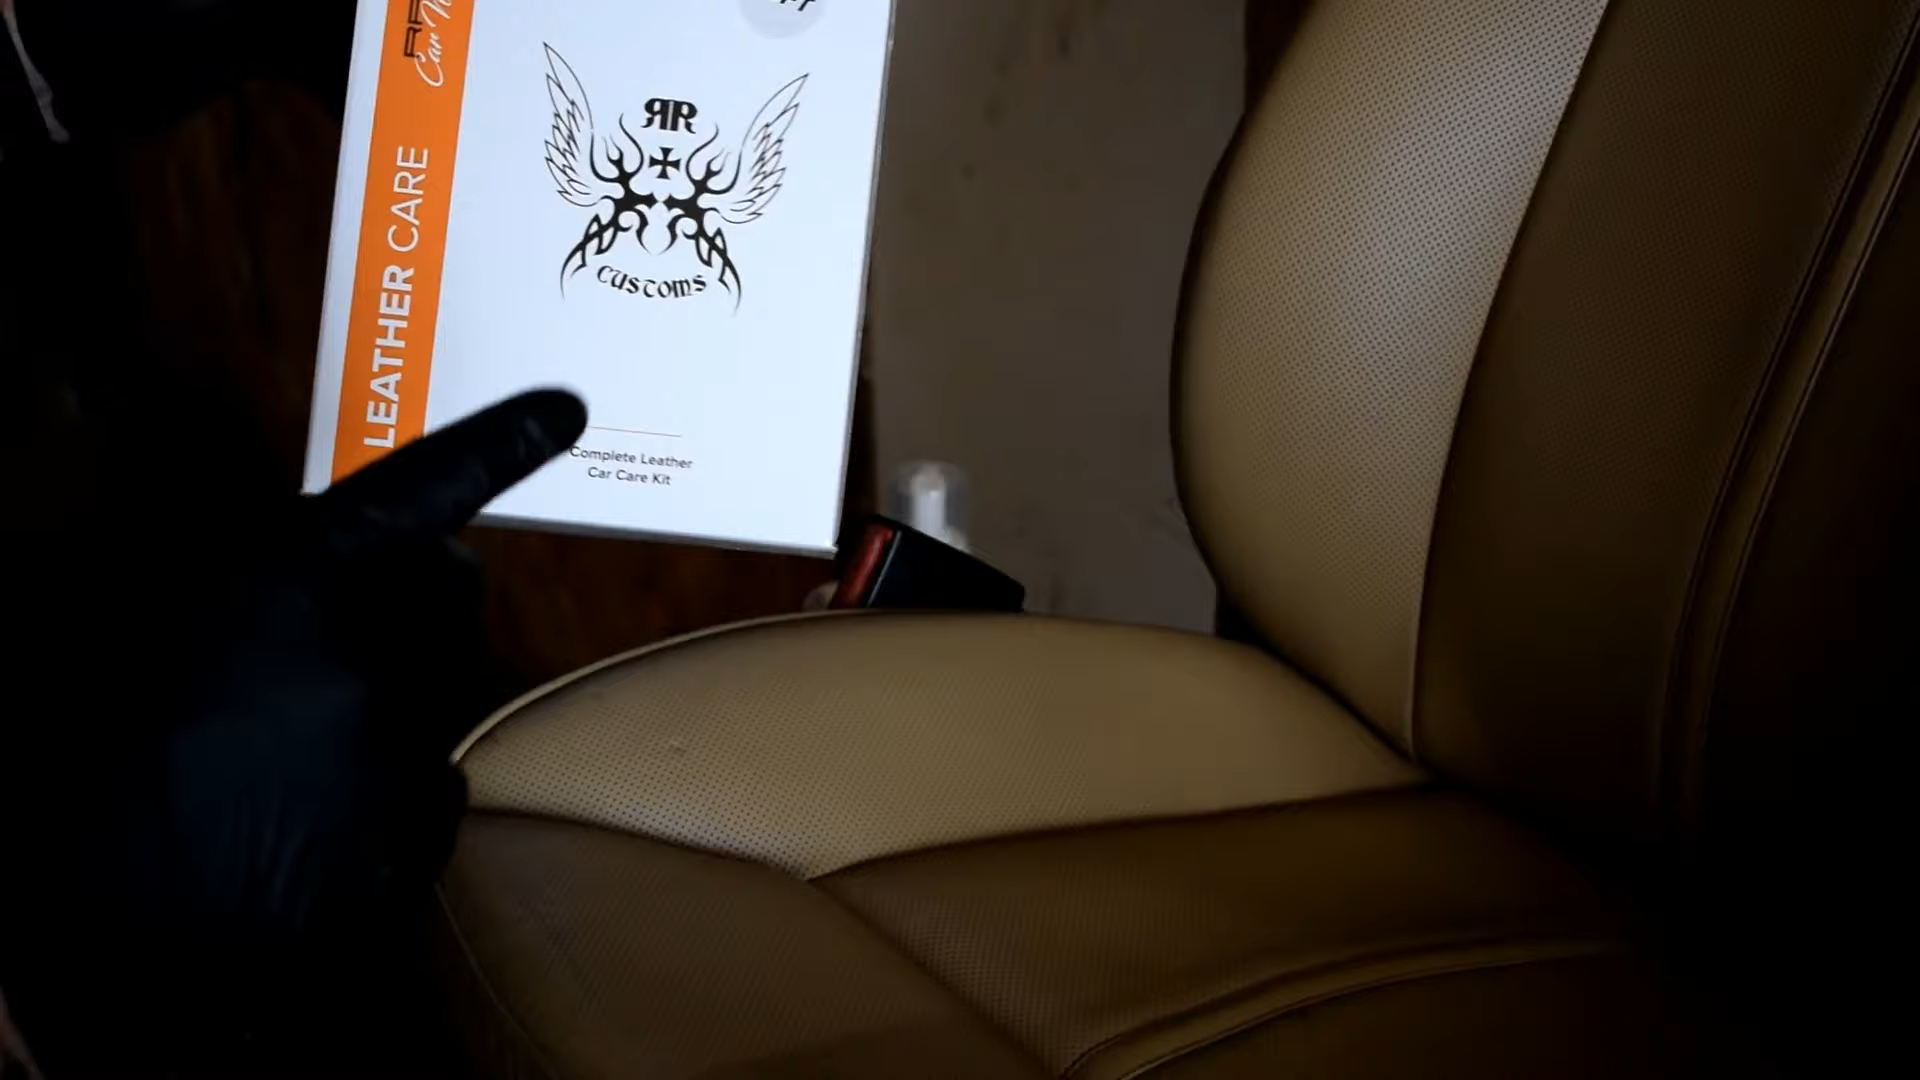 LEATHER CARE
RR
CUSTOMS
Complete Leather
Car Care Kit